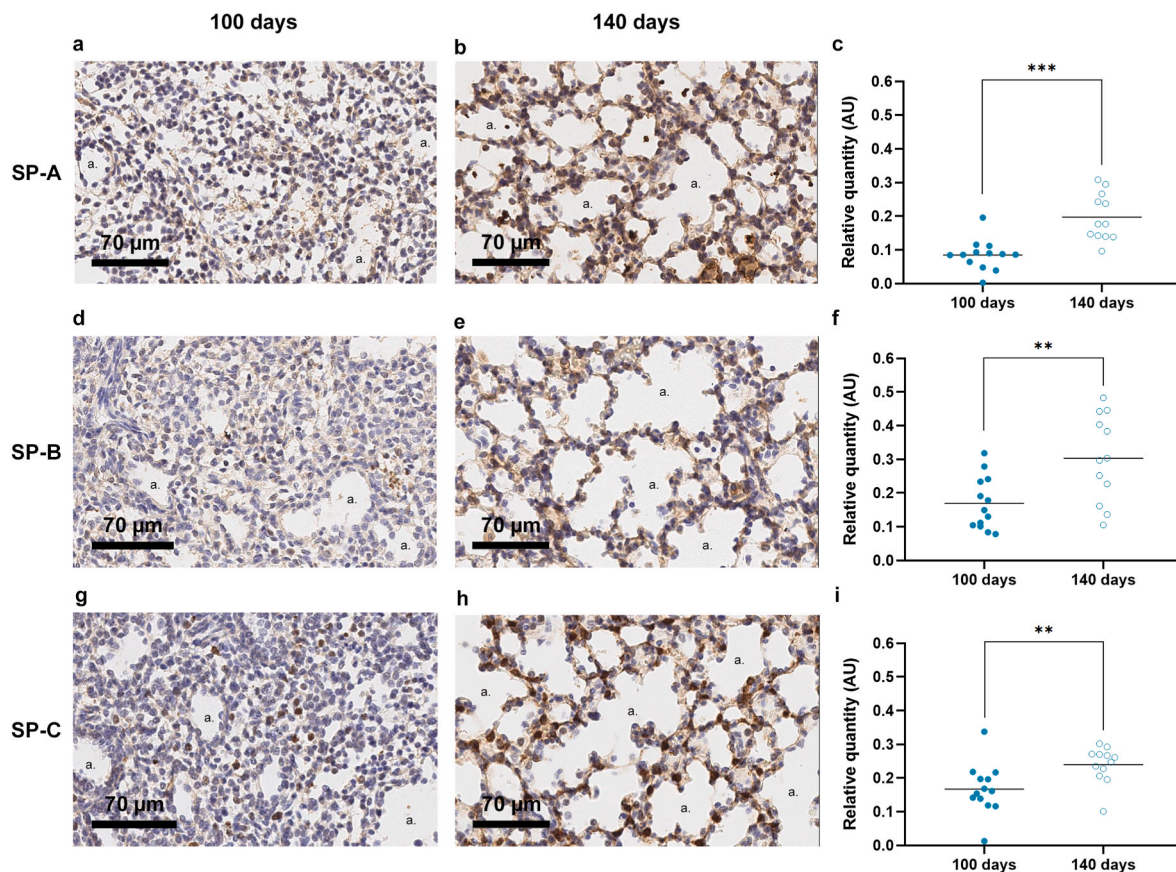 100 days
140 days
a
b
c
SP-A
a.
a.
a.
70 µm
a.
a.
a.
70 µm
Relative quantity (AU)
0.6
0.5
0.4
0.3
0.2
0.1
0.0
***
100 days
140 days
d
e
f
SP-B
a.
a.
a.
70 µm
a.
a.
a.
a.
70 µm
Relative quantity (AU)
0.6
0.5
0.4
0.3
0.2
0.1
0.0
**
100 days
140 days
g
h
i
SP-C
a.
a.
a.
70 µm
a.
a.
a.
a.
a.
70 µm
Relative quantity (AU)
0.6
0.5
0.4
0.3
0.2
0.1
0.0
**
100 days
140 days